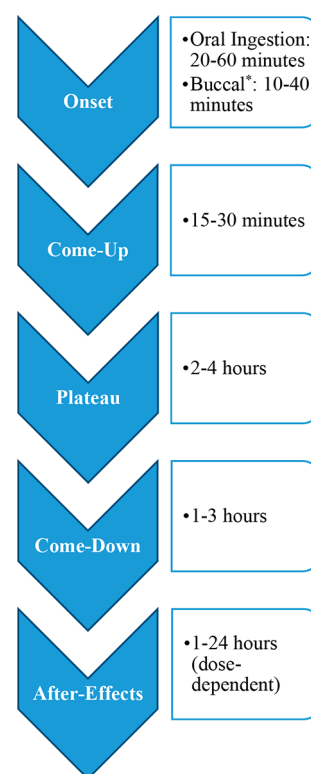 Onset
•Oral Ingestion:
20-60 minutes
•Buccal*: 10-40
minutes
Come-Up
•15-30 minutes
Plateau
•2-4 hours
Come-Down
•1-3 hours
After-Effects
•1-24 hours
(dose-
dependent)